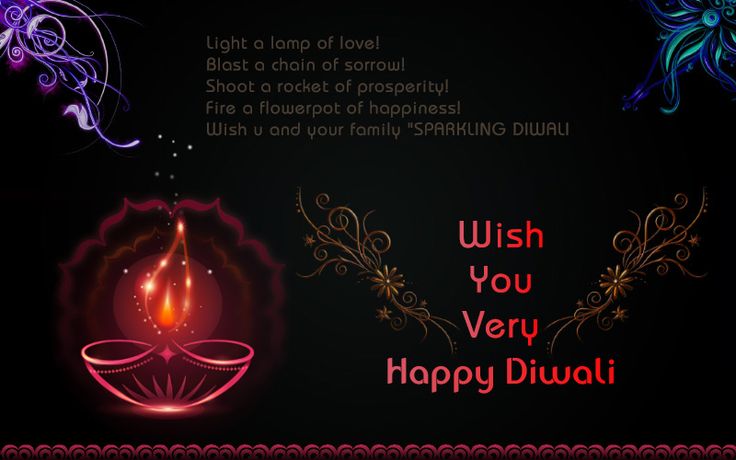 Light a lamp of love!
Blast a chain of sorrow!
Shoot a rocket of prosperity!
Fire a flowerpot of happiness!
Wish u and your family "SPARKLING DIWALI
Wish
You
Very
Happy Diwali